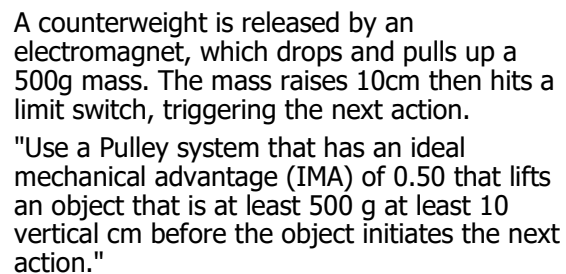 A counterweight is released by an
electromagnet, which drops and pulls up a
500g mass. The mass raises 10cm then hits a
limit switch, triggering the next action.
"Use a Pulley system that has an ideal
mechanical advantage (IMA) of 0.50 that lifts
an object that is at least 500 g at least 10
vertical cm before the object initiates the next
action."